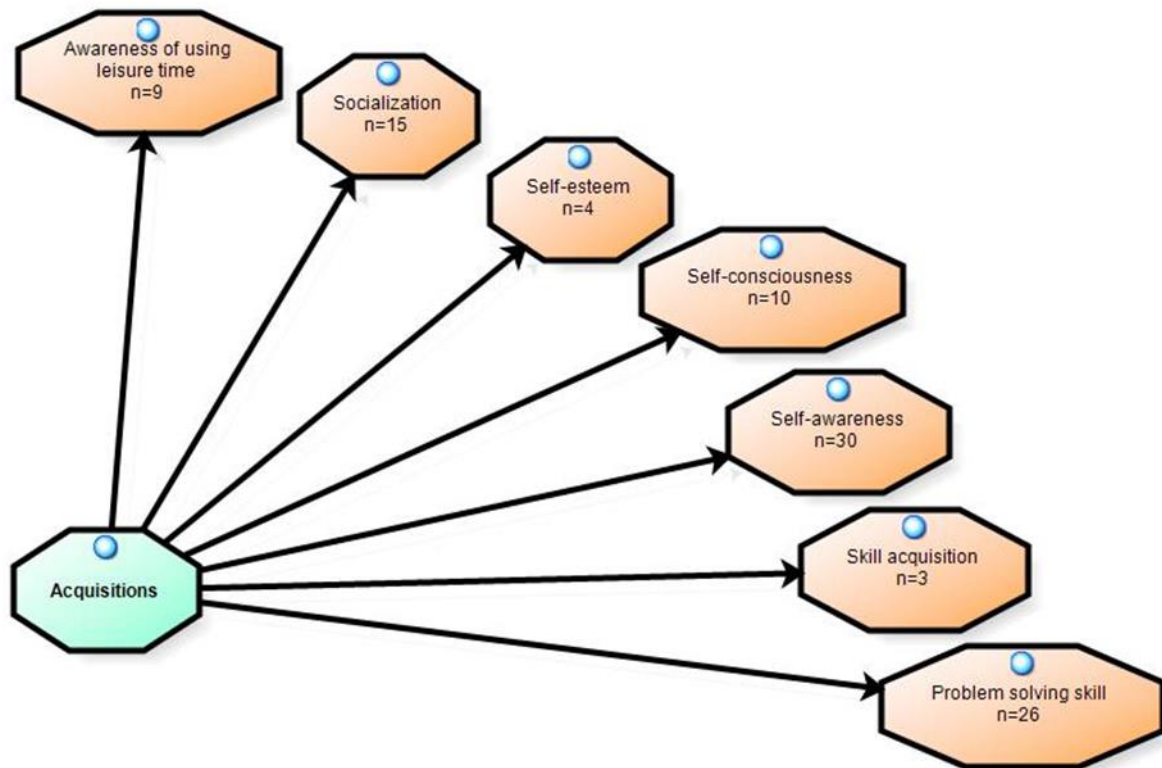 Awareness of using
leisure time
n=9
Socialization
n=15
Self-esteem
n=4
Self-consciousness
n=10
Self-awareness
n=30
Skill acquisition
n=3
Acquisitions
Problem solving skill
n=26